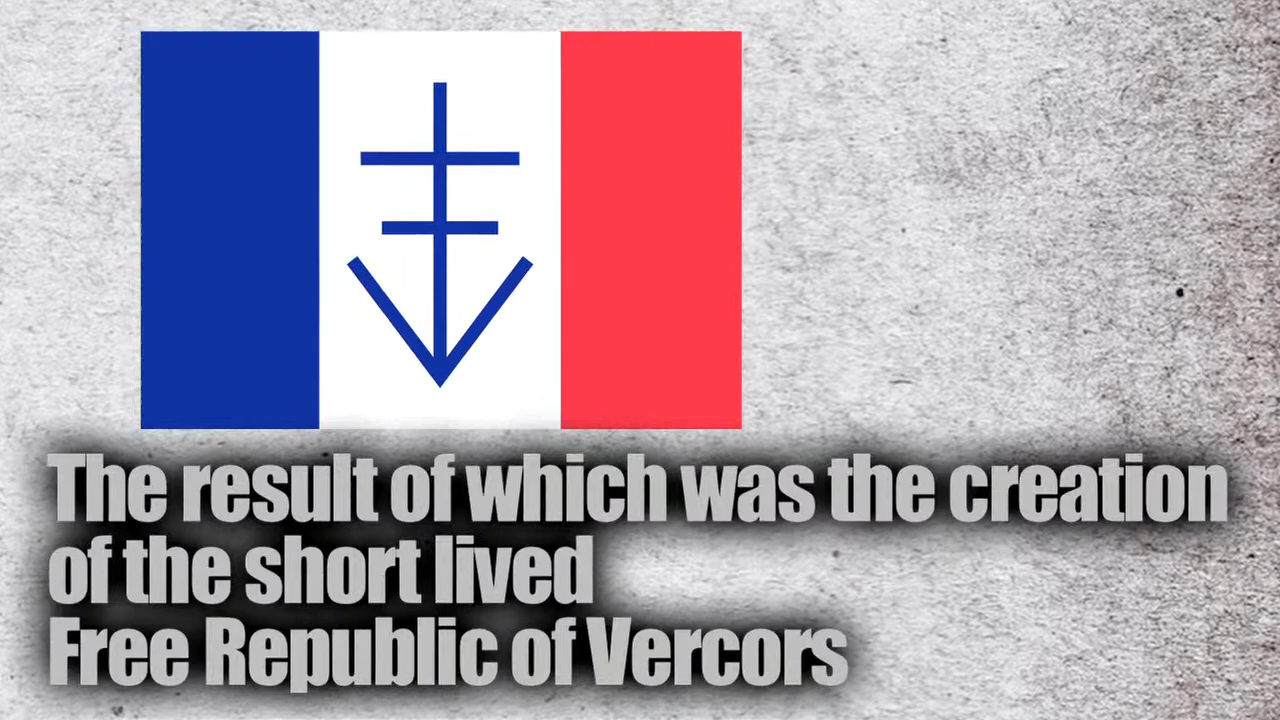 The result of which was the creation
of the short lived
Free Republic of Vercors